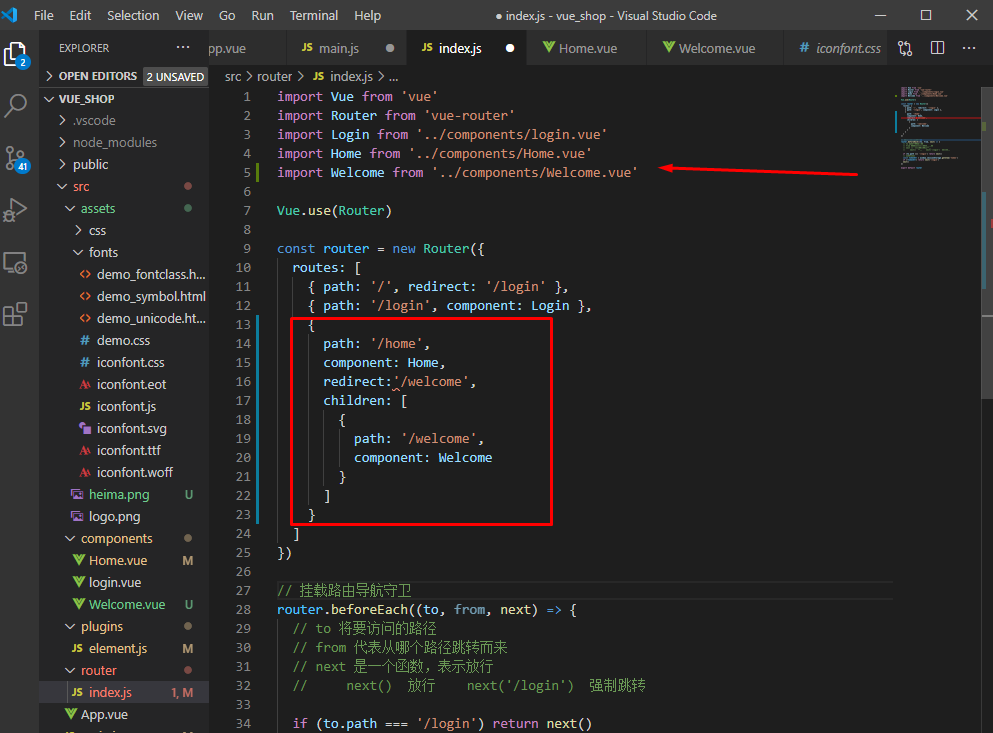 File Edit Selection View Go Run Terminal Help
● index.js - vue_shop - Visual Studio Code
EXPLORER ···
pp.vue
JS main.js ●
JS index.js ●
Home.vue
Welcome.vue
# iconfont.css
···
2
41
OPEN EDITORS 2 UNSAVED
VUE_SHOP
.vscode
node_modules
public
src
assets
css
fonts
<> demo_fontclass.h...
<> demo_symbol.html
<> demo_unicode.ht...
# demo.css
# iconfont.css
iconfont.eot
JS iconfont.js
iconfont.svg
iconfont.ttf
iconfont.woff
heima.png U
logo.png
components
Home.vue M
login.vue
Welcome.vue U
plugins
JS element.js M
router
JS index.js 1, M
App.vue
src > router > JS index.js > ...
1 import Vue from 'vue'
2 import Router from 'vue-router'
3 import Login from '../components/login.vue'
4 import Home from '../components/Home.vue'
5 import Welcome from '../components/Welcome.vue'
6
7 Vue.use(Router)
8
9 const router = new Router({
10 routes: [
11 { path: '/', redirect: '/login' },
12 { path: '/login', component: Login },
13 {
14 path: '/home',
15 component: Home,
16 redirect:'/welcome',
17 children: [
18 {
19 path: '/welcome',
20 component: Welcome
21 }
22 ]
23 }
24 ]
25 })
26
27 // 挂载路由导航守卫
28 router.beforeEach((to, from, next) => {
29 // to 将要访问的路径
30 // from 代表从哪个路径跳转而来
31 // next 是一个函数，表示放行
32 // next() 放行 next('/login') 强制跳转
33
34 if (to.path === '/login') return next()